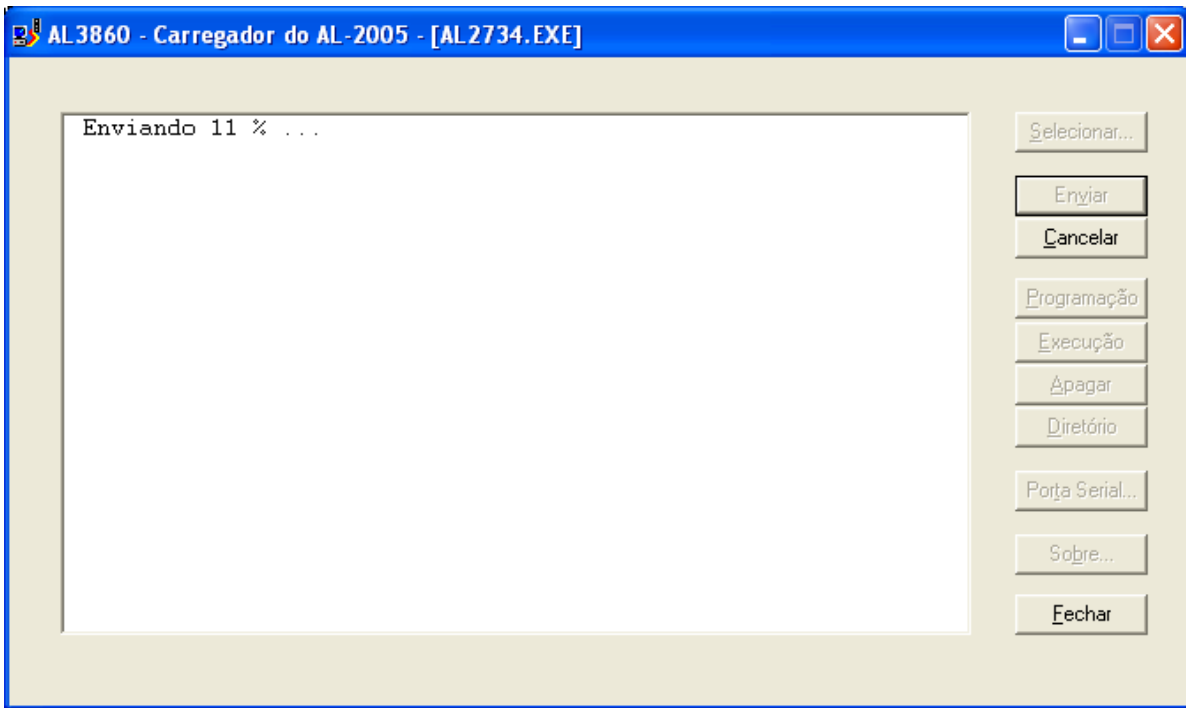 AL3860 - Carregador do AL-2005 - [AL2734.EXE]
Enviando 11 % ...
Selecionar...
Enviar
Cancelar
Programação
Execução
Apagar
Diretório
Porta Serial...
Sobre...
Fechar